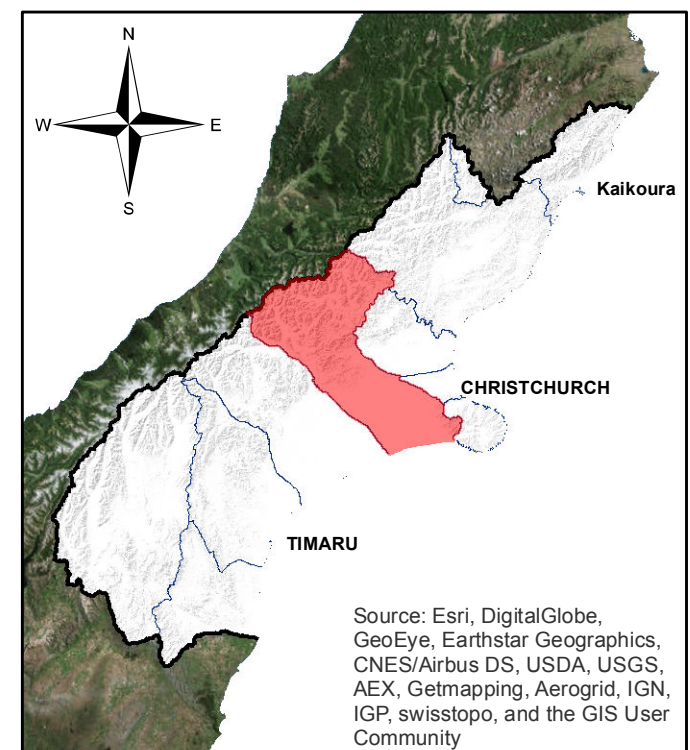 N
W
E
S
Kaikoura
CHRISTCHURCH
TIMARU
Source: Esri, DigitalGlobe,
GeoEye, Earthstar Geographics,
CNES/Airbus DS, USDA, USGS,
AEX, Getmapping, Aerogrid, IGN,
IGP, swisstopo, and the GIS User
Community